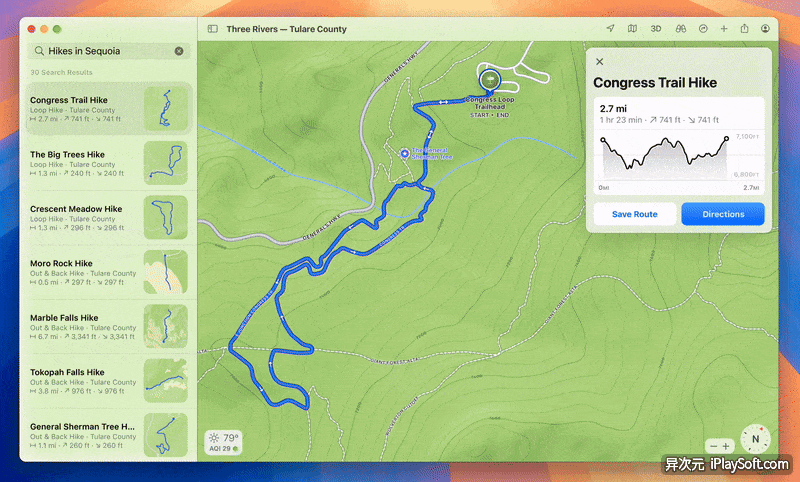 Three Rivers — Tulare County
3D
Hikes in Sequoia
30 Search Results
Congress Trail Hike
Loop Hike · Tulare County
2.7 mi · ↗ 741 ft · ↘ 741 ft
The Big Trees Hike
Loop Hike · Tulare County
1.3 mi · ↗ 240 ft · ↘ 240 ft
Crescent Meadow Hike
Loop Hike · Tulare County
1.3 mi · ↗ 296 ft · ↘ 296 ft
Moro Rock Hike
Out & Back Hike · Tulare County
0.5 mi · ↗ 297 ft · ↘ 297 ft
Marble Falls Hike
Out & Back Hike · Tulare County
6.7 mi · ↗ 3,341 ft · ↘ 3,341 ft
Tokopah Falls Hike
Out & Back Hike · Tulare County
3.8 mi · ↗ 976 ft · ↘ 976 ft
General Sherman Tree H...
Out & Back Hike · Tulare County
1.1 mi · ↗ 260 ft · ↘ 260 ft
GENERALS HWY
Congress Loop
Trailhead
START • END
The General
Sherman Tree
GENERALS HWY
CONGRESS TR
79°
AQI 29
Congress Trail Hike
2.7 mi
1 hr 23 min · ↗ 741 ft · ↘ 741 ft
7,100FT
6,800FT
0MI
2.7MI
Save Route
Directions
N
异次元 iPlaySoft.com